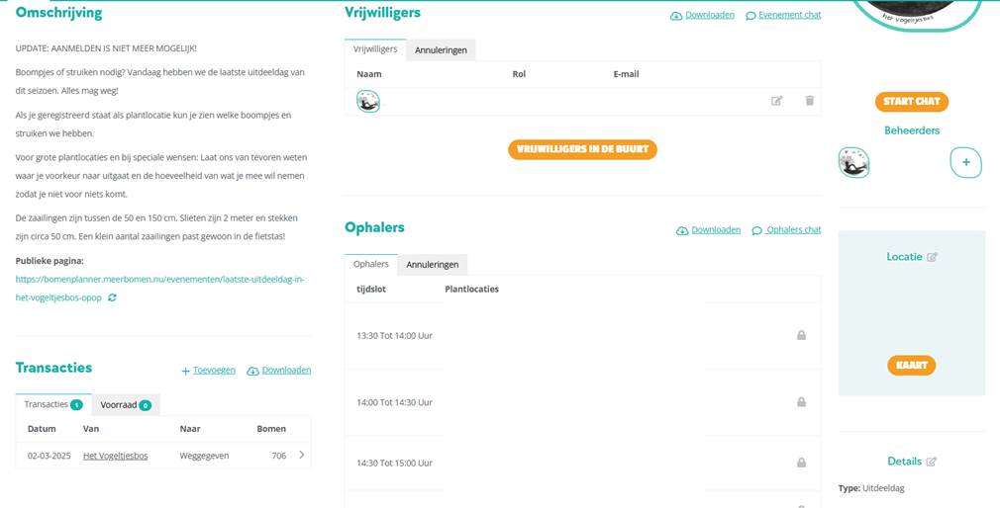 Omschrijving
UPDATE: AANMELDEN IS NIET MEER MOGELIJK!
Boompjes of struiken nodig? Vandaag hebben we de laatste uitdeeldag van
dit seizoen. Alles mag weg!
Als je geregistreerd staat als plantlocatie kun je zien welke boompjes en
struiken we hebben.
Voor grote plantlocaties en bij speciale wensen: Laat ons van tevoren weten
waar je voorkeur naar uitgaat en de hoeveelheid van wat je mee wil nemen
zodat je niet voor niets komt.
De zaailingen zijn tussen de 50 en 150 cm. Slieten zijn 2 meter en stekken
zijn circa 50 cm. Een klein aantal zaailingen past gewoon in de fietstas!
Publieke pagina:
https://bomenplanner.meerbomen.nu/evenementen/laatste-uitdeeldag-in-
het-vogeltjesbos-opop
Transacties
Toevoegen
Downloaden
Transacties 1
Voorraad 0
Datum Van Naar Bomen
02-03-2025 Het Vogeltjesbos Weggegeven 706
Vrijwilligers
Downloaden
Evenement chat
Vrijwilligers
Annuleringen
Naam Rol E-mail
VRIJWILLIGERS IN DE BUURT
Ophalers
Downloaden
Ophalers chat
Ophalers
Annuleringen
tijdslot Plantlocaties
13:30 Tot 14:00 Uur
14:00 Tot 14:30 Uur
14:30 Tot 15:00 Uur
Het Vogeltjesbos
START CHAT
Beheerders
+
Locatie
KAART
Details
Type: Uitdeeldag